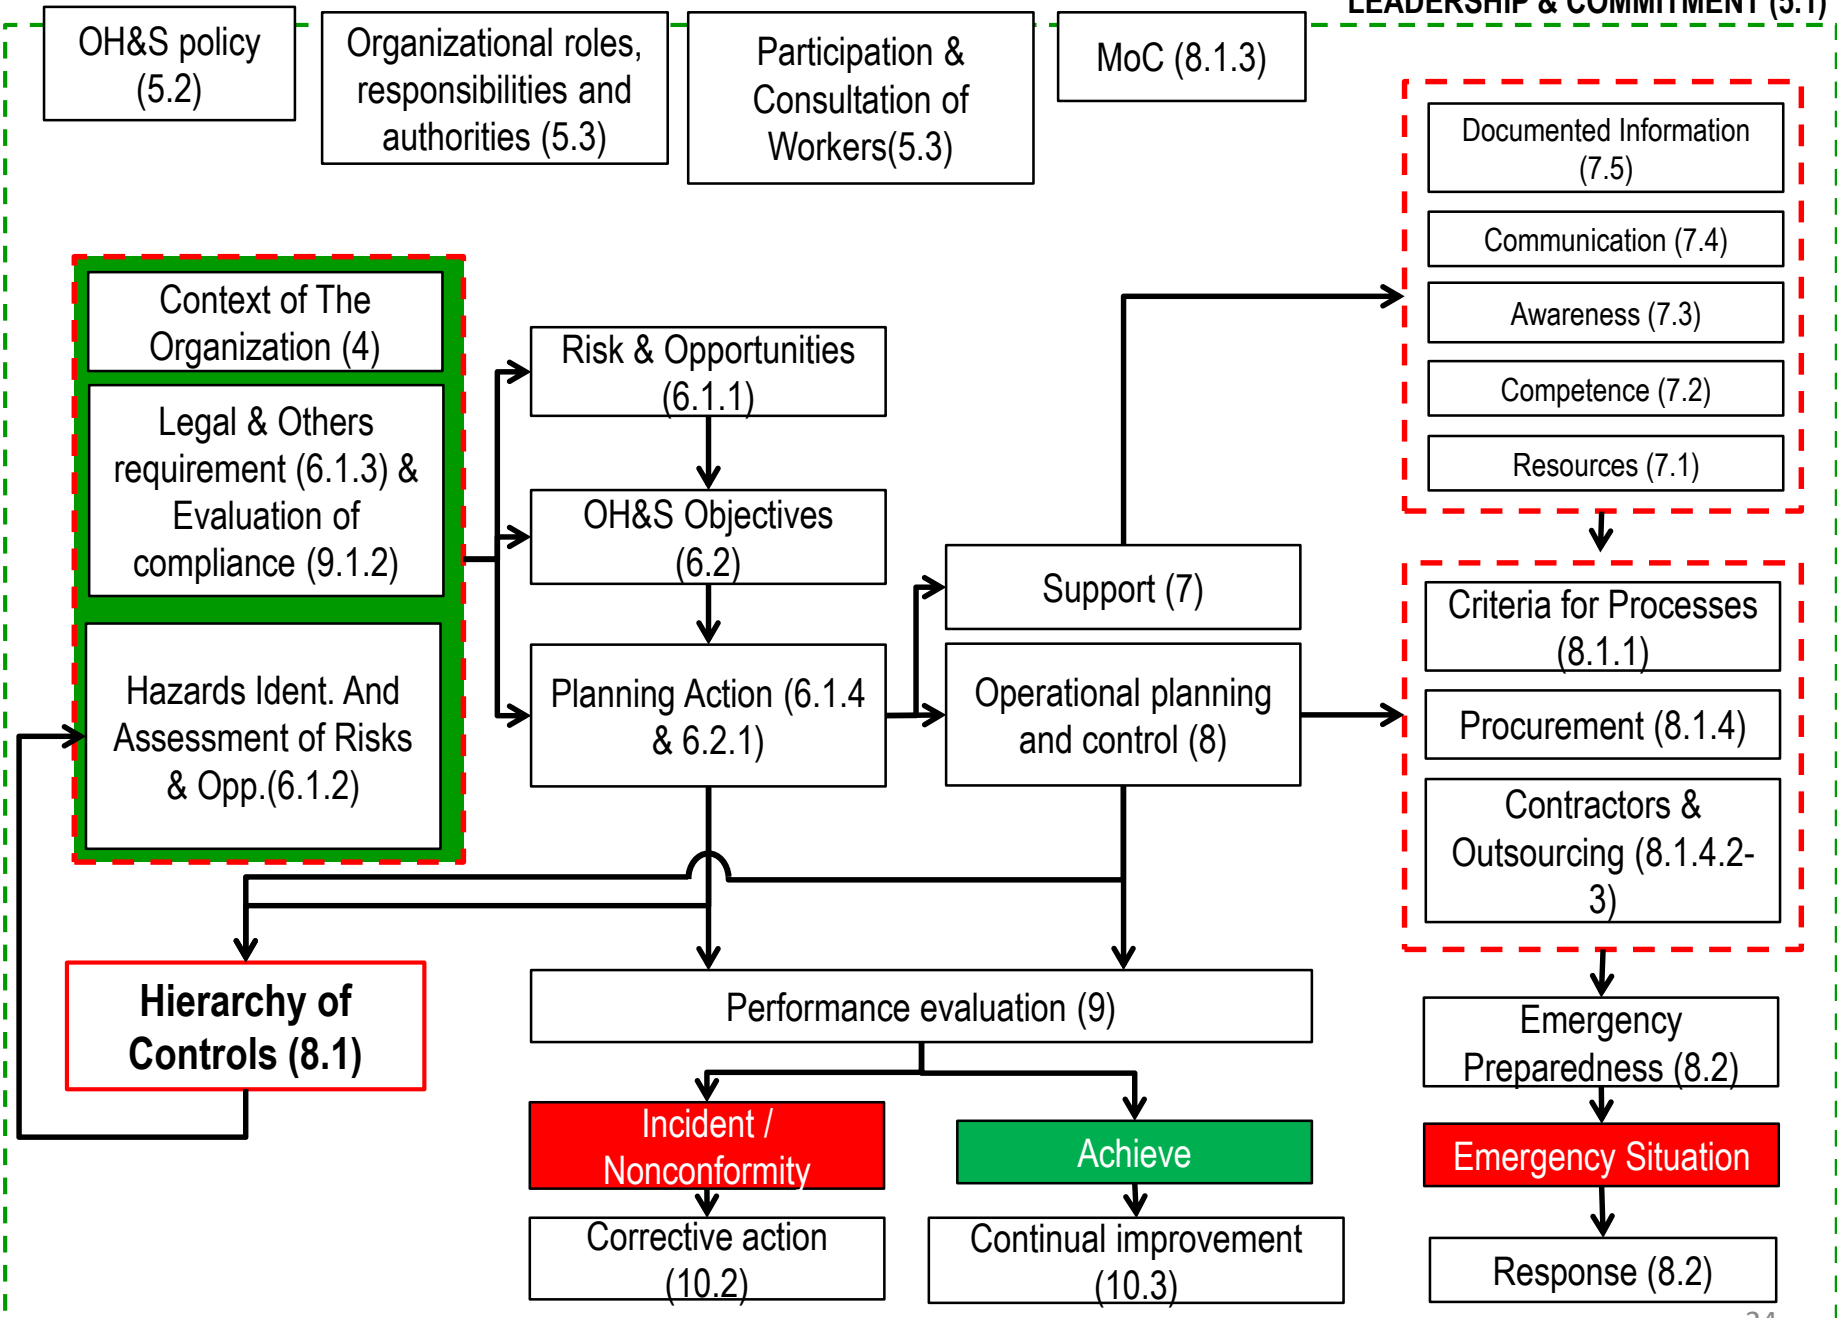 LEADERSHIP & COMMITMENT (5.1)
OH&S policy
(5.2)
Organizational roles,
responsibilities and
authorities (5.3)
Participation &
Consultation of
Workers(5.3)
MoC (8.1.3)
Documented Information
(7.5)
Communication (7.4)
Awareness (7.3)
Competence (7.2)
Resources (7.1)
Context of The
Organization (4)
Legal & Others
requirement (6.1.3) &
Evaluation of
compliance (9.1.2)
Hazards Ident. And
Assessment of Risks
& Opp.(6.1.2)
Risk & Opportunities
(6.1.1)
OH&S Objectives
(6.2)
Planning Action (6.1.4
& 6.2.1)
Support (7)
Operational planning
and control (8)
Criteria for Processes
(8.1.1)
Procurement (8.1.4)
Contractors &
Outsourcing (8.1.4.2-
3)
Hierarchy of
Controls (8.1)
Performance evaluation (9)
Emergency
Preparedness (8.2)
Incident /
Nonconformity
Achieve
Emergency Situation
Corrective action
(10.2)
Continual improvement
(10.3)
Response (8.2)